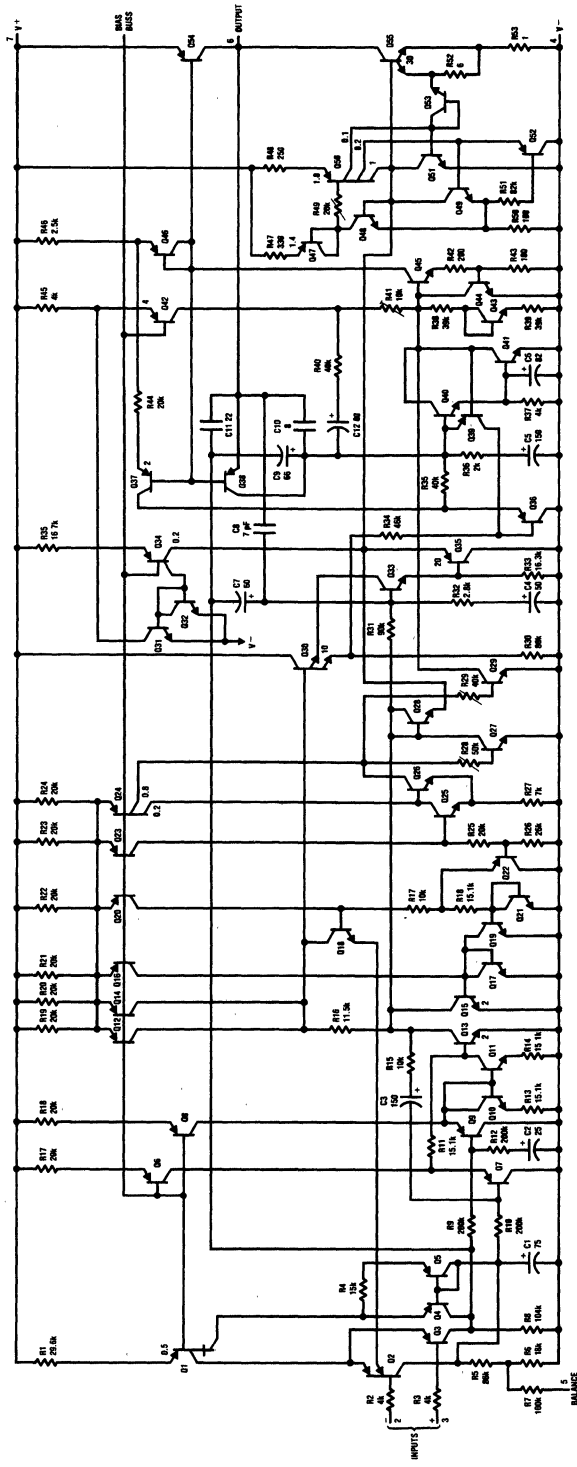 7
V+
BIAS
BUSS
OUTPUT
6
V−
4
INPUTS
2
3
−
+
5
BALANCE
R1
29.6k
0.5
Q1
R2
4k
R3
4k
Q2
Q3
Q4
Q5
R4
15k
R5
80k
R6
16k
R7
100k
R8
104k
C1
75
R17
20k
Q6
R18
20k
Q8
R9
200k
R10
200k
Q7
Q9
R12
200k
C2
25
R11
15.1k
Q10
R13
15.1k
Q11
R14
15.1k
C3
150
R15
10k
Q13
2
R16
11.5k
R19
20k
Q12
R20
20k
Q14
R21
20k
Q16
Q15
2
Q17
Q18
Q19
R22
20k
Q20
R17
10k
R18
15.1k
Q21
Q22
R23
20k
Q23
R24
20k
Q24
0.8
0.2
R25
20k
R26
20k
Q25
Q26
R27
7k
R28
50k
Q27
Q28
R29
40k
Q29
Q30
10
R30
80k
Q31
Q32
V−
R35
16.7k
Q34
0.2
C7
60
C8
7 pF
R31
90k
Q33
R32
2.8k
C4
50
R33
16.3k
Q35
20
R34
46k
Q36
Q37
2
R44
20k
Q38
C11 22
C9
66
C10
8
C12 80
R40
40k
R35
40k
R36
2k
C5
150
Q39
Q40
R37
4k
Q41
C5
82
R45
4k
4
Q42
R41
10k
R38
39k
Q43
R39
39k
Q44
R46
2.5k
Q46
Q45
R42
200
R43
100
R47
330
1.4
Q47
R48
250
1.8
Q50
R49
20k
0.1
0.2
1
Q48
Q49
R50
100
R51
82k
Q51
Q52
Q53
Q54
Q55
30
R52
6
R53
1